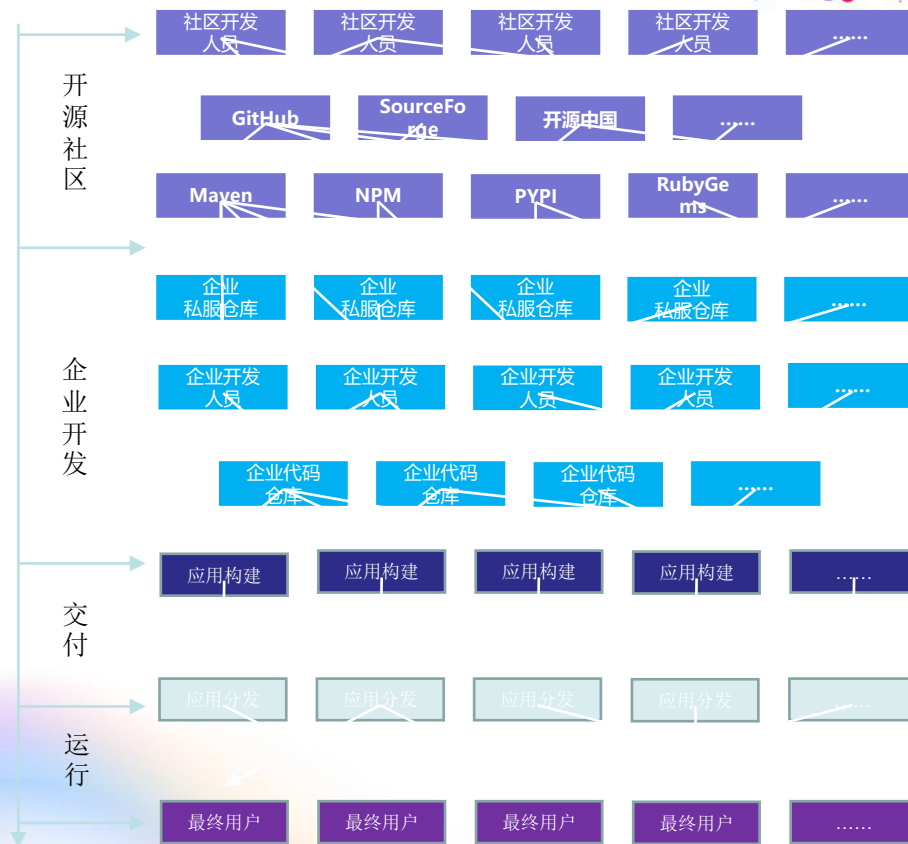 社区开发
人员
社区开发
人员
社区开发
人员
社区开发
人员
......
开
源
社
区
GitHub
SourceFo
rge
开源中国
......
Maven
NPM
PYPI
RubyGe
ms
......
企业
私服仓库
企业
私服仓库
企业
私服仓库
企业
私服仓库
......
企
业
开
发
企业开发
人员
企业开发
人员
企业开发
人员
企业开发
人员
......
企业代码
仓库
企业代码
仓库
企业代码
仓库
......
应用构建
应用构建
应用构建
应用构建
......
交
付
应用分发
应用分发
应用分发
应用分发
......
运
行
最终用户
最终用户
最终用户
最终用户
......